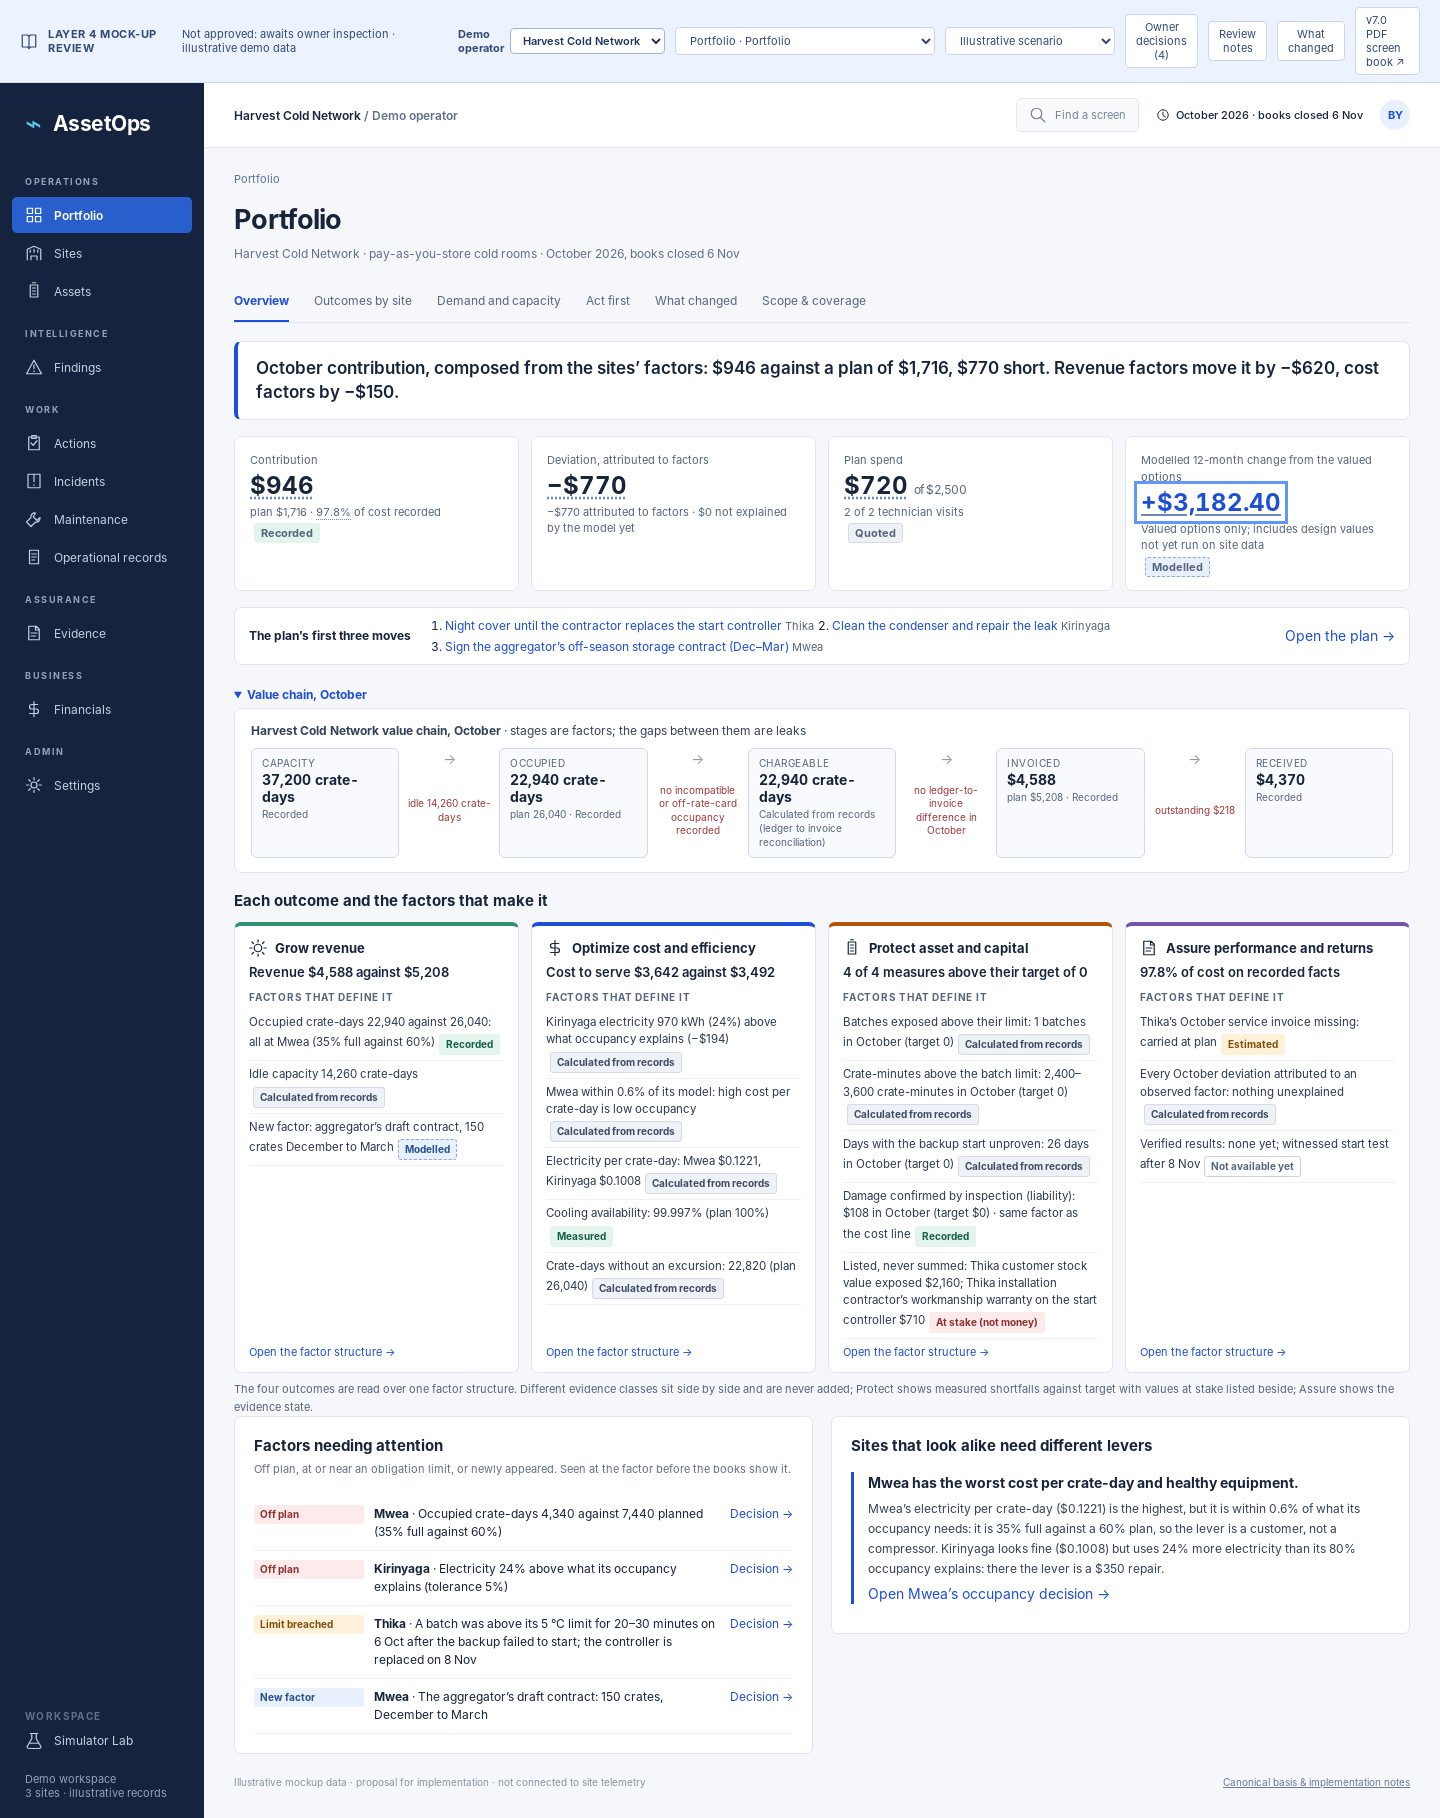 LAYER 4 MOCK-UP
REVIEW
Not approved: awaits owner inspection ·
illustrative demo data
Demo
operator
Harvest Cold Network
Portfolio · Portfolio
Illustrative scenario
Owner
decisions
(4)
Review
notes
What
changed
v7.0
PDF
screen
book ↗
AssetOps
OPERATIONS
Portfolio
Sites
Assets
INTELLIGENCE
Findings
WORK
Actions
Incidents
Maintenance
Operational records
ASSURANCE
Evidence
BUSINESS
Financials
ADMIN
Settings
WORKSPACE
Simulator Lab
Demo workspace
3 sites · illustrative records
Harvest Cold Network / Demo operator
Find a screen
October 2026 · books closed 6 Nov
BY
Portfolio
Portfolio
Harvest Cold Network · pay-as-you-store cold rooms · October 2026, books closed 6 Nov
Overview
Outcomes by site
Demand and capacity
Act first
What changed
Scope & coverage
October contribution, composed from the sites’ factors: $946 against a plan of $1,716, $770 short. Revenue factors move it by −$620, cost
factors by −$150.
Contribution
$946
plan $1,716 · 97.8% of cost recorded
Recorded
Deviation, attributed to factors
−$770
−$770 attributed to factors · $0 not explained
by the model yet
Plan spend
$720 of $2,500
2 of 2 technician visits
Quoted
Modelled 12-month change from the valued
options
+$3,182.40
Valued options only; includes design values
not yet run on site data
Modelled
The plan’s first three moves
1. Night cover until the contractor replaces the start controller Thika 2. Clean the condenser and repair the leak Kirinyaga
3. Sign the aggregator’s off-season storage contract (Dec–Mar) Mwea
Open the plan →
▼ Value chain, October
Harvest Cold Network value chain, October · stages are factors; the gaps between them are leaks
CAPACITY
37,200 crate-
days
Recorded
→
idle 14,260 crate-
days
OCCUPIED
22,940 crate-
days
plan 26,040 · Recorded
→
no incompatible
or off-rate-card
occupancy
recorded
CHARGEABLE
22,940 crate-
days
Calculated from records
(ledger to invoice
reconciliation)
→
no ledger-to-
invoice
difference in
October
INVOICED
$4,588
plan $5,208 · Recorded
→
outstanding $218
RECEIVED
$4,370
Recorded
Each outcome and the factors that make it
Grow revenue
Revenue $4,588 against $5,208
FACTORS THAT DEFINE IT
Occupied crate-days 22,940 against 26,040:
all at Mwea (35% full against 60%) Recorded
Idle capacity 14,260 crate-days
Calculated from records
New factor: aggregator’s draft contract, 150
crates December to March Modelled
Open the factor structure →
Optimize cost and efficiency
Cost to serve $3,642 against $3,492
FACTORS THAT DEFINE IT
Kirinyaga electricity 970 kWh (24%) above
what occupancy explains (−$194)
Calculated from records
Mwea within 0.6% of its model: high cost per
crate-day is low occupancy
Calculated from records
Electricity per crate-day: Mwea $0.1221,
Kirinyaga $0.1008 Calculated from records
Cooling availability: 99.997% (plan 100%)
Measured
Crate-days without an excursion: 22,820 (plan
26,040) Calculated from records
Open the factor structure →
Protect asset and capital
4 of 4 measures above their target of 0
FACTORS THAT DEFINE IT
Batches exposed above their limit: 1 batches
in October (target 0) Calculated from records
Crate-minutes above the batch limit: 2,400–
3,600 crate-minutes in October (target 0)
Calculated from records
Days with the backup start unproven: 26 days
in October (target 0) Calculated from records
Damage confirmed by inspection (liability):
$108 in October (target $0) · same factor as
the cost line Recorded
Listed, never summed: Thika customer stock
value exposed $2,160; Thika installation
contractor’s workmanship warranty on the start
controller $710 At stake (not money)
Open the factor structure →
Assure performance and returns
97.8% of cost on recorded facts
FACTORS THAT DEFINE IT
Thika’s October service invoice missing:
carried at plan Estimated
Every October deviation attributed to an
observed factor: nothing unexplained
Calculated from records
Verified results: none yet; witnessed start test
after 8 Nov Not available yet
Open the factor structure →
The four outcomes are read over one factor structure. Different evidence classes sit side by side and are never added; Protect shows measured shortfalls against target with values at stake listed beside; Assure shows the
evidence state.
Factors needing attention
Off plan, at or near an obligation limit, or newly appeared. Seen at the factor before the books show it.
Off plan
Mwea · Occupied crate-days 4,340 against 7,440 planned
(35% full against 60%)
Decision →
Off plan
Kirinyaga · Electricity 24% above what its occupancy
explains (tolerance 5%)
Decision →
Limit breached
Thika · A batch was above its 5 °C limit for 20–30 minutes on
6 Oct after the backup failed to start; the controller is
replaced on 8 Nov
Decision →
New factor
Mwea · The aggregator’s draft contract: 150 crates,
December to March
Decision →
Sites that look alike need different levers
Mwea has the worst cost per crate-day and healthy equipment.
Mwea’s electricity per crate-day ($0.1221) is the highest, but it is within 0.6% of what its
occupancy needs: it is 35% full against a 60% plan, so the lever is a customer, not a
compressor. Kirinyaga looks fine ($0.1008) but uses 24% more electricity than its 80%
occupancy explains: there the lever is a $350 repair.
Open Mwea’s occupancy decision →
Illustrative mockup data · proposal for implementation · not connected to site telemetry
Canonical basis & implementation notes